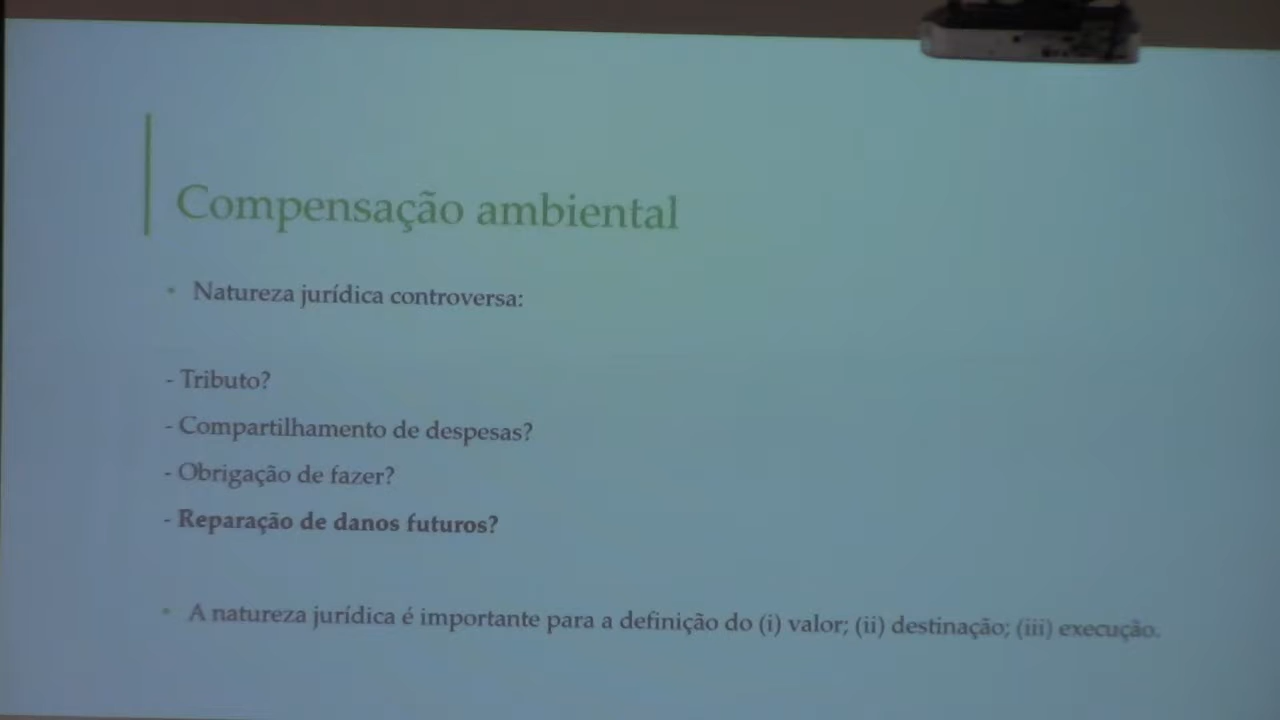 Compensação ambiental
• Natureza jurídica controversa:
- Tributo?
- Compartilhamento de despesas?
- Obrigação de fazer?
- Reparação de danos futuros?
• A natureza jurídica é importante para a definição do (i) valor; (ii) destinação; (iii) execução.